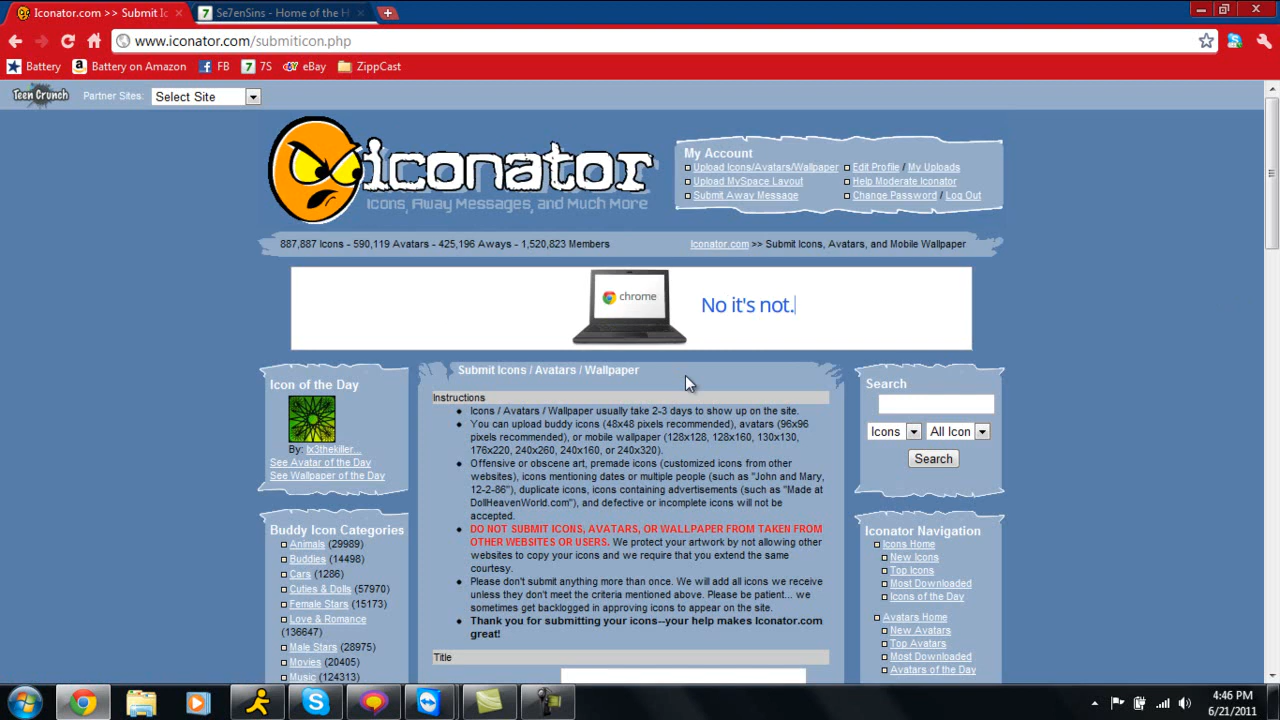 Iconator.com >> Submit Ic
7 Se7enSins - Home of the H
www.iconator.com/submiticon.php
Battery
a Battery on Amazon
FB
7 7S
eBay
ZippCast
Teen Crunch
Partner Sites:
Select Site
iconator
Icons, Away Messages, and Much More
My Account
Upload Icons/Avatars/Wallpaper
Edit Profile / My Uploads
Upload MySpace Layout
Help Moderate Iconator
Submit Away Message
Change Password / Log Out
887,887 Icons - 590,119 Avatars - 425,196 Aways - 1,520,823 Members
Iconator.com >> Submit Icons, Avatars, and Mobile Wallpaper
chrome
No it's not.
Icon of the Day
By: lx3thekiller...
See Avatar of the Day
See Wallpaper of the Day
Buddy Icon Categories
Animals (29989)
Buddies (14498)
Cars (1286)
Cuties & Dolls (57970)
Female Stars (15173)
Love & Romance
(136647)
Male Stars (28975)
Movies (20405)
Music (124313)
Submit Icons / Avatars / Wallpaper
Instructions
Icons / Avatars / Wallpaper usually take 2-3 days to show up on the site.
You can upload buddy icons (48x48 pixels recommended), avatars (96x96
pixels recommended), or mobile wallpaper (128x128, 128x160, 130x130,
176x220, 240x260, 240x160, or 240x320).
Offensive or obscene art, premade icons (customized icons from other
websites), icons mentioning dates or multiple people (such as "John and Mary,
12-2-86"), duplicate icons, icons containing advertisements (such as "Made at
DollHeavenWorld.com"), and defective or incomplete icons will not be
accepted.
DO NOT SUBMIT ICONS, AVATARS, OR WALLPAPER FROM TAKEN FROM
OTHER WEBSITES OR USERS. We protect your artwork by not allowing other
websites to copy your icons and we require that you extend the same
courtesy.
Please don't submit anything more than once. We will add all icons we receive
unless they don't meet the criteria mentioned above. Please be patient... we
sometimes get backlogged in approving icons to appear on the site.
Thank you for submitting your icons--your help makes Iconator.com
great!
Title
Search
Icons
All Icon
Search
Iconator Navigation
Icons Home
New Icons
Top Icons
Most Downloaded
Icons of the Day
Avatars Home
New Avatars
Top Avatars
Most Downloaded
Avatars of the Day
4:46 PM
6/21/2011